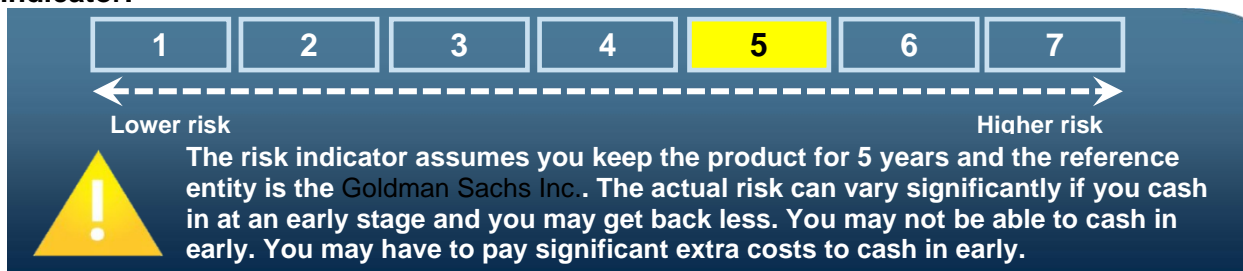 1 2 3 4 5 6 7
Lower risk Higher risk
The risk indicator assumes you keep the product for 5 years and the reference
entity is the Goldman Sachs Inc.. The actual risk can vary significantly if you cash
in at an early stage and you may get back less. You may not be able to cash in
early. You may have to pay significant extra costs to cash in early.